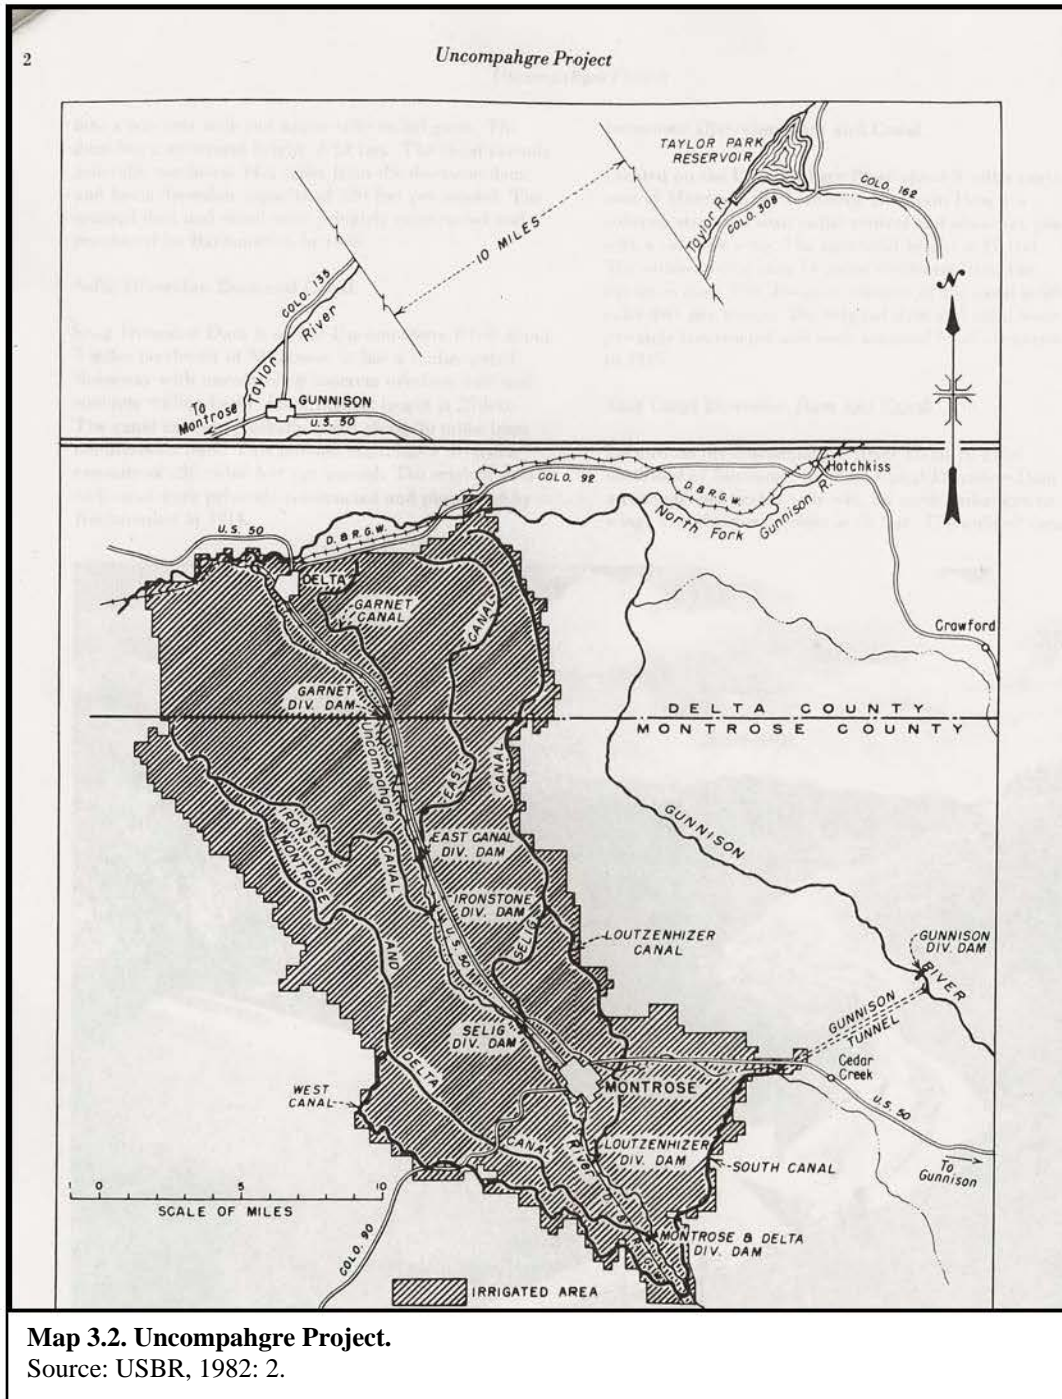 2
Uncompahgre Project
TAYLOR PARK
RESERVOIR
COLO. 162
Taylor R.
COLO. 308
10 MILES
N
COLO. 135
Taylor River
To
Montrose
GUNNISON
U.S. 50
Hotchkiss
COLO. 92
D. & R.G.W.
North Fork Gunnison R.
U.S. 50
D. & R.G.W.
DELTA
GARNET
CANAL
CANAL
Crawford
GARNET
DIV. DAM
DELTA COUNTY
MONTROSE COUNTY
Uncompahgre
EAST
CANAL
GUNNISON
IRONSTONE
MONTROSE
CANAL
EAST CANAL
DIV. DAM
IRONSTONE
DIV. DAM
U.S. 50
SELIG
LOUTZENHIZER
CANAL
AND
GUNNISON
DIV. DAM
RIVER
GUNNISON
TUNNEL
SELIG
DIV. DAM
DELTA
Cedar
Creek
MONTROSE
WEST
CANAL
U.S. 50
CANAL
River
LOUTZENHIZER
DIV. DAM
SOUTH CANAL
To
Gunnison
1 0 5 10
SCALE OF MILES
MONTROSE & DELTA
DIV. DAM
COLO. 90
IRRIGATED AREA
Map 3.2. Uncompahgre Project.
Source: USBR, 1982: 2.